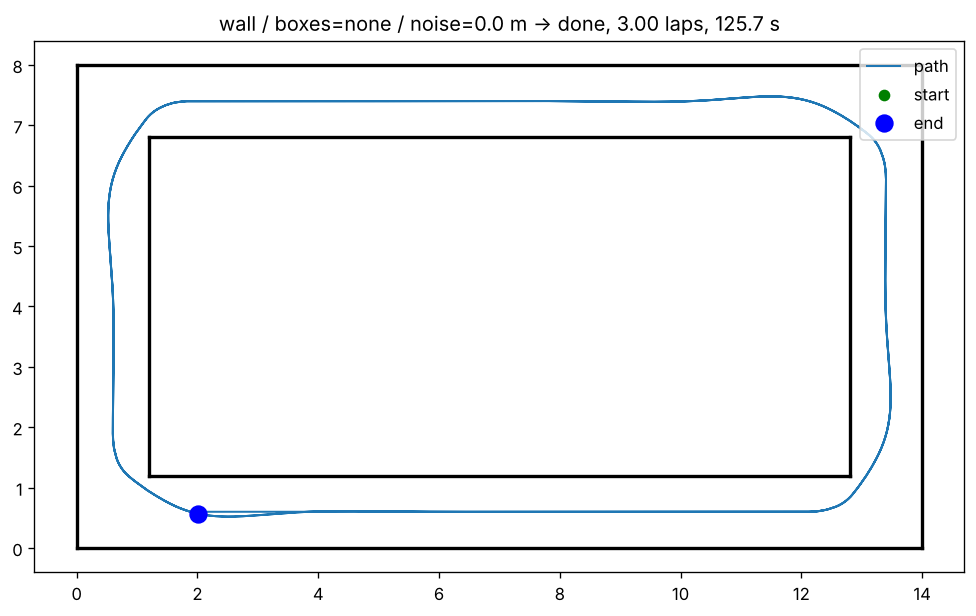 wall / boxes=none / noise=0.0 m → done, 3.00 laps, 125.7 s
path
start
end
8
7
6
5
4
3
2
1
0
0 2 4 6 8 10 12 14